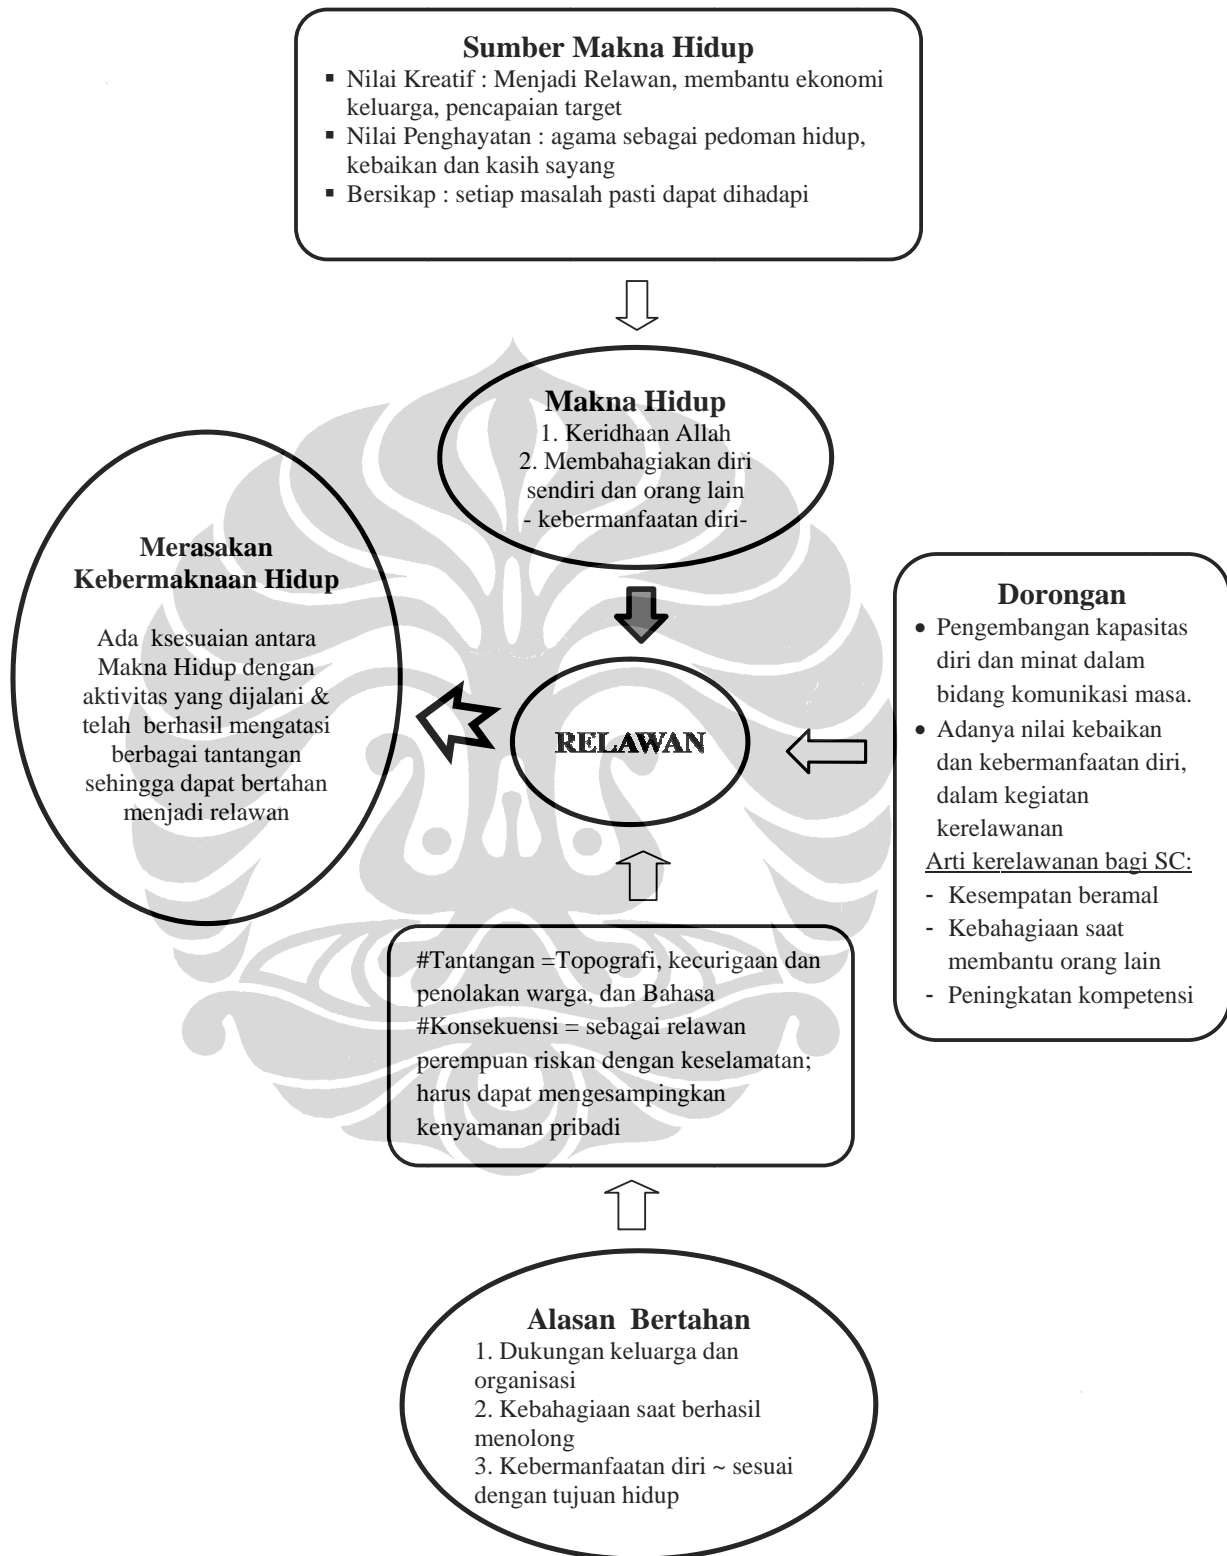 Sumber Makna Hidup
▪ Nilai Kreatif : Menjadi Relawan, membantu ekonomi
keluarga, pencapaian target
▪ Nilai Penghayatan : agama sebagai pedoman hidup,
kebaikan dan kasih sayang
▪ Bersikap : setiap masalah pasti dapat dihadapi
Makna Hidup
1. Keridhaan Allah
2. Membahagiakan diri
sendiri dan orang lain
- kebermanfaatan diri-
Merasakan
Kebermaknaan Hidup
Ada ksesuaian antara
Makna Hidup dengan
aktivitas yang dijalani &
telah berhasil mengatasi
berbagai tantangan
sehingga dapat bertahan
menjadi relawan
RELAWAN
Dorongan
• Pengembangan kapasitas
diri dan minat dalam
bidang komunikasi masa.
• Adanya nilai kebaikan
dan kebermanfaatan diri,
dalam kegiatan
kerelawanan
Arti kerelawanan bagi SC:
- Kesempatan beramal
- Kebahagiaan saat
membantu orang lain
- Peningkatan kompetensi
#Tantangan =Topografi, kecurigaan dan
penolakan warga, dan Bahasa
#Konsekuensi = sebagai relawan
perempuan riskan dengan keselamatan;
harus dapat mengesampingkan
kenyamanan pribadi
Alasan Bertahan
1. Dukungan keluarga dan
organisasi
2. Kebahagiaan saat berhasil
menolong
3. Kebermanfaatan diri ~ sesuai
dengan tujuan hidup